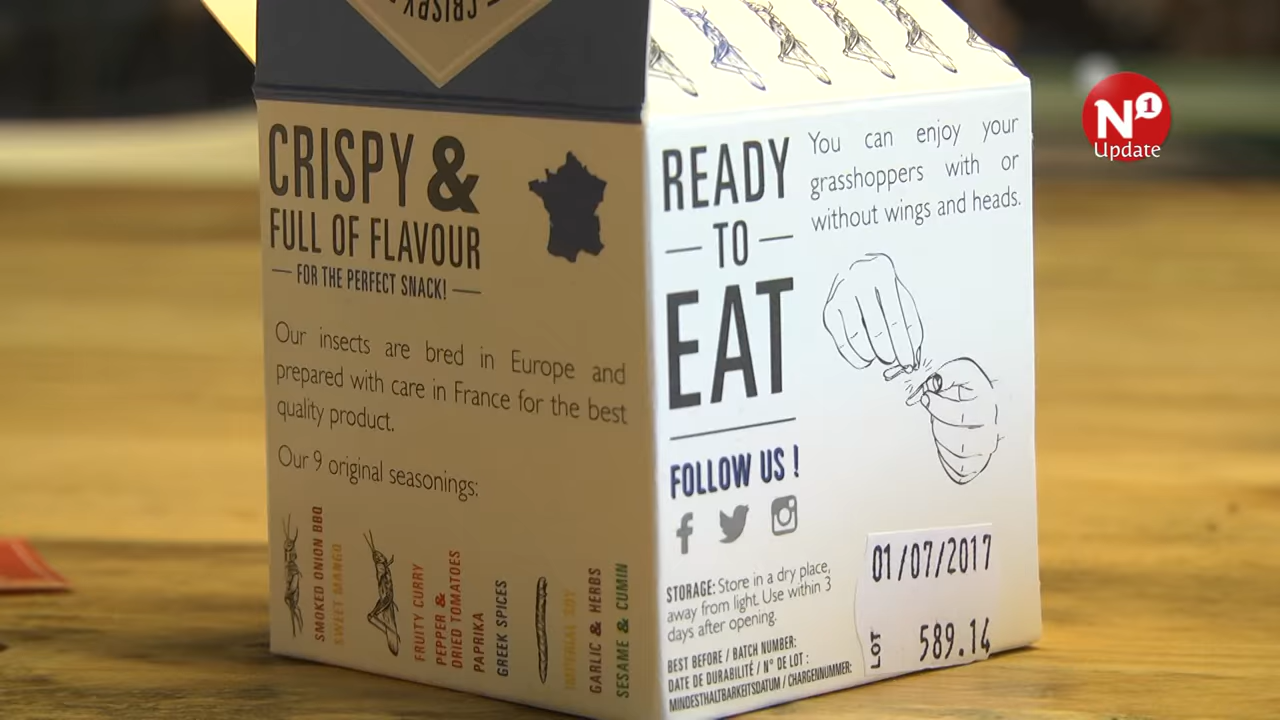 CRISPY
CRISPY &
FULL OF FLAVOUR
FOR THE PERFECT SNACK!
Our insects are bred in Europe and
prepared with care in France for the best
quality product.
Our 9 original seasonings:
SMOKED ONION BBQ
SWEET MANGO
FRUITY CURRY
PEPPER &
DRIED TOMATOES
PAPRIKA
GREEK SPICES
IMPERIAL SOY
GARLIC & HERBS
SESAME & CUMIN
READY
TO
EAT
You can enjoy your
grasshoppers with or
without wings and heads.
FOLLOW US !
STORAGE: Store in a dry place,
away from light. Use within 3
days after opening.
BEST BEFORE / BATCH NUMBER:
DATE DE DURABILITÉ / N° DE LOT :
MINDESTHALTBARKEITSDATUM / CHARGENNUMMER:
01/07/2017
LOT 589.14
N1
Update